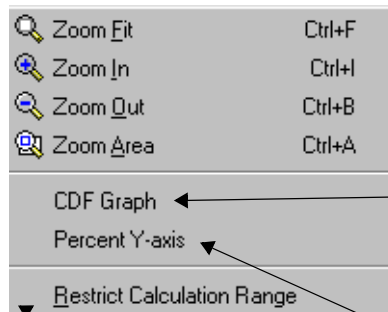 Zoom Fit Ctrl+F
Zoom In Ctrl+I
Zoom Out Ctrl+B
Zoom Area Ctrl+A
CDF Graph
Percent Y-axis
Restrict Calculation Range